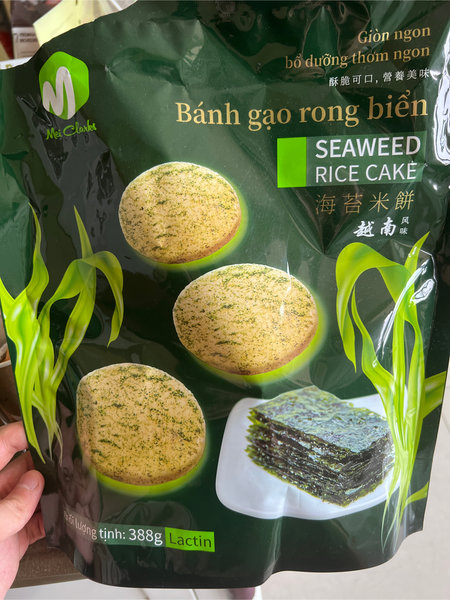 Giòn ngon
bổ dưỡng thơm ngon
酥脆可口, 營養美味
Mei Clarks
Bánh gạo rong biển
SEAWEED
RICE CAKE
海苔米餅
越南风味
lượng tịnh: 388g Lactin